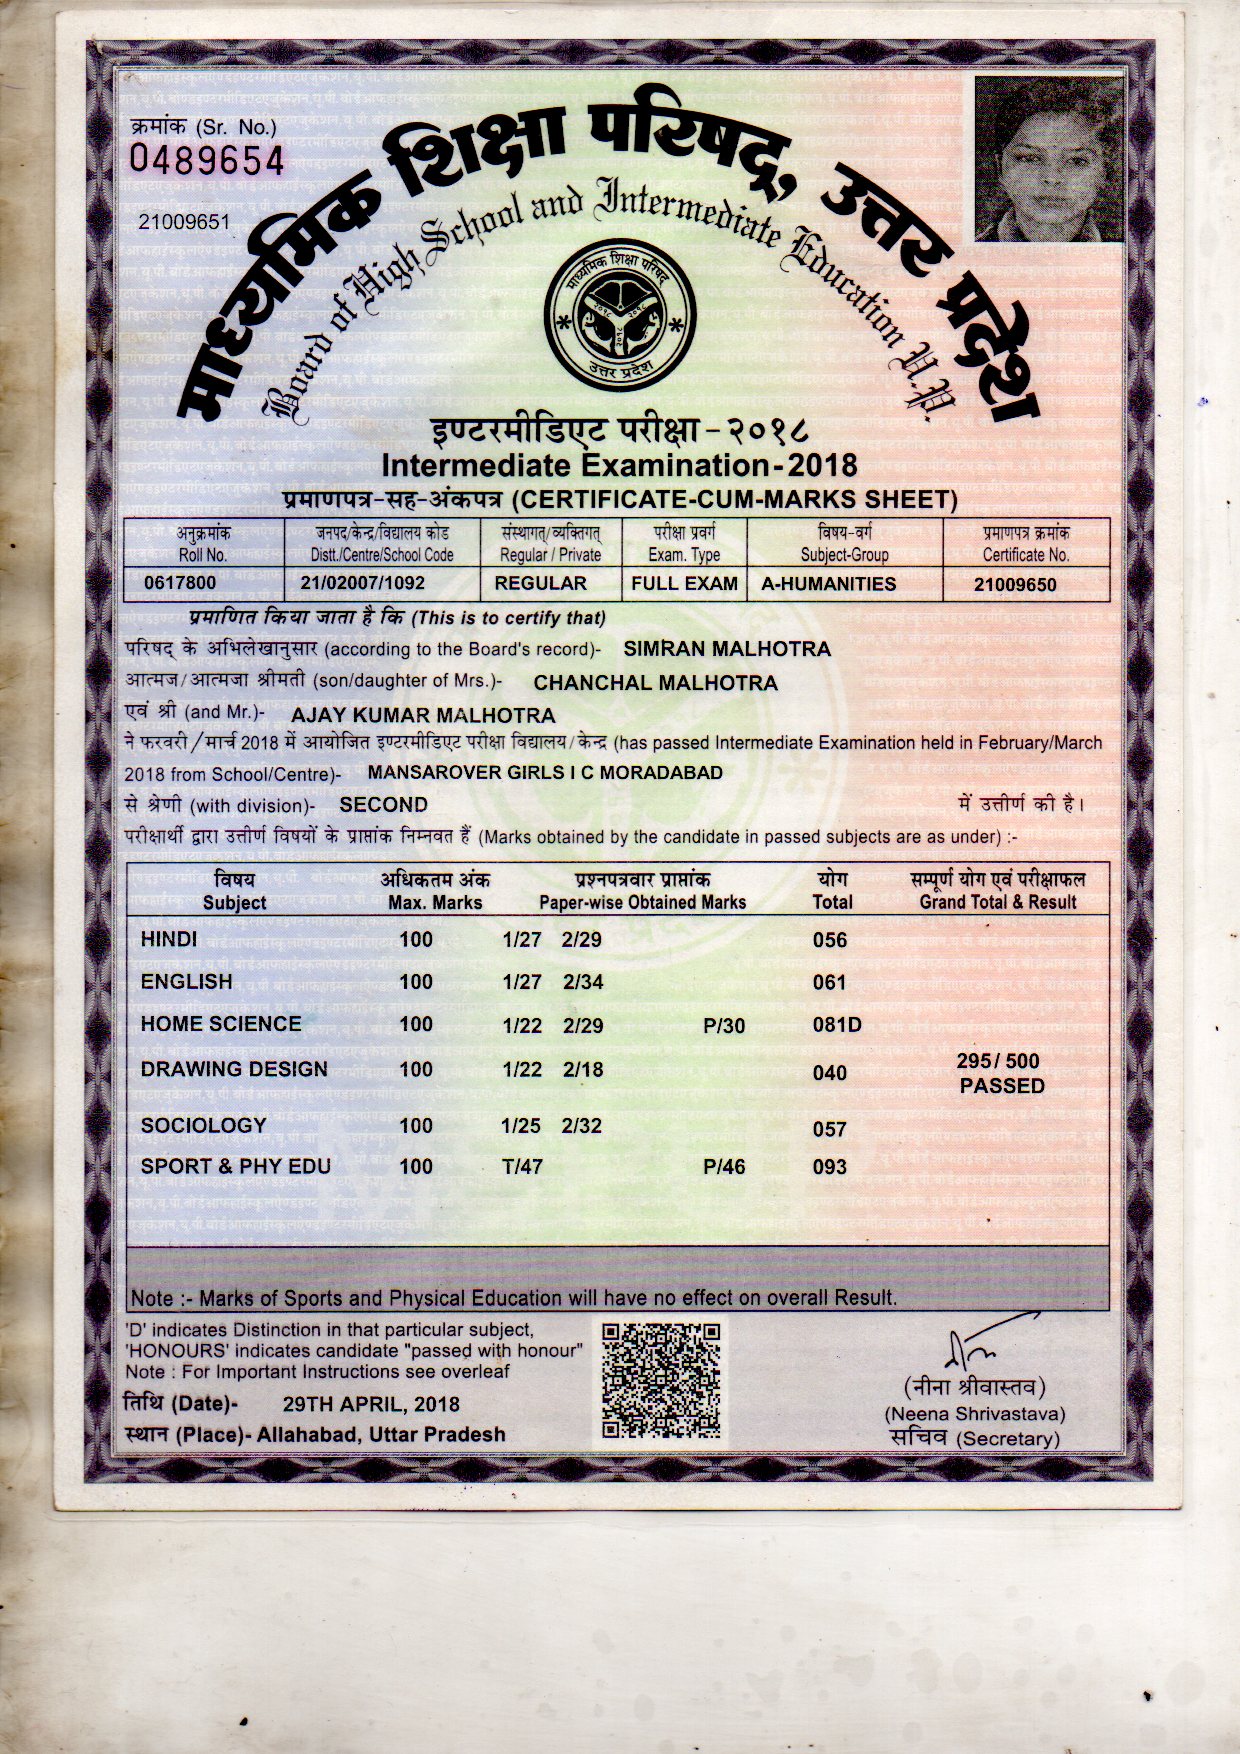 क्रमांक (Sr. No.)
0489654
21009651
माध्यमिक शिक्षा परिषद्, उत्तर प्रदेश
Board of High School and Intermediate Education U.P.
माध्यमिक शिक्षा परिषद्
२०१८ २०१८
२०१८
उत्तर प्रदेश
इण्टरमीडिएट परीक्षा - २०१८
Intermediate Examination - 2018
प्रमाणपत्र-सह-अंकपत्र (CERTIFICATE-CUM-MARKS SHEET)
अनुक्रमांक जनपद/केन्द्र/विद्यालय कोड संस्थागत्/व्यक्तिगत् परीक्षा प्रवर्ग विषय-वर्ग प्रमाणपत्र क्रमांक
Roll No. Distt./Centre/School Code Regular / Private Exam. Type Subject-Group Certificate No.
0617800 21/02007/1092 REGULAR FULL EXAM A-HUMANITIES 21009650
प्रमाणित किया जाता है कि (This is to certify that)
परिषद् के अभिलेखानुसार (according to the Board's record)- SIMRAN MALHOTRA
आत्मज/आत्मजा श्रीमती (son/daughter of Mrs.)- CHANCHAL MALHOTRA
एवं श्री (and Mr.)- AJAY KUMAR MALHOTRA
ने फरवरी/मार्च 2018 में आयोजित इण्टरमीडिएट परीक्षा विद्यालय/केन्द्र (has passed Intermediate Examination held in February/March
2018 from School/Centre)- MANSAROVER GIRLS I C MORADABAD
से श्रेणी (with division)- SECOND में उत्तीर्ण की है।
परीक्षार्थी द्वारा उत्तीर्ण विषयों के प्राप्तांक निम्नवत हैं (Marks obtained by the candidate in passed subjects are as under) :-
विषय अधिकतम अंक प्रश्नपत्रवार प्राप्तांक योग सम्पूर्ण योग एवं परीक्षाफल
Subject Max. Marks Paper-wise Obtained Marks Total Grand Total & Result
HINDI 100 1/27 2/29 056
ENGLISH 100 1/27 2/34 061
HOME SCIENCE 100 1/22 2/29 P/30 081D
DRAWING DESIGN 100 1/22 2/18 040
295/ 500
PASSED
SOCIOLOGY 100 1/25 2/32 057
SPORT & PHY EDU 100 T/47 P/46 093
Note :- Marks of Sports and Physical Education will have no effect on overall Result.
'D' indicates Distinction in that particular subject,
'HONOURS' indicates candidate "passed with honour"
Note : For Important Instructions see overleaf
तिथि (Date)- 29TH APRIL, 2018
स्थान (Place)- Allahabad, Uttar Pradesh
(नीना श्रीवास्तव)
(Neena Shrivastava)
सचिव (Secretary)